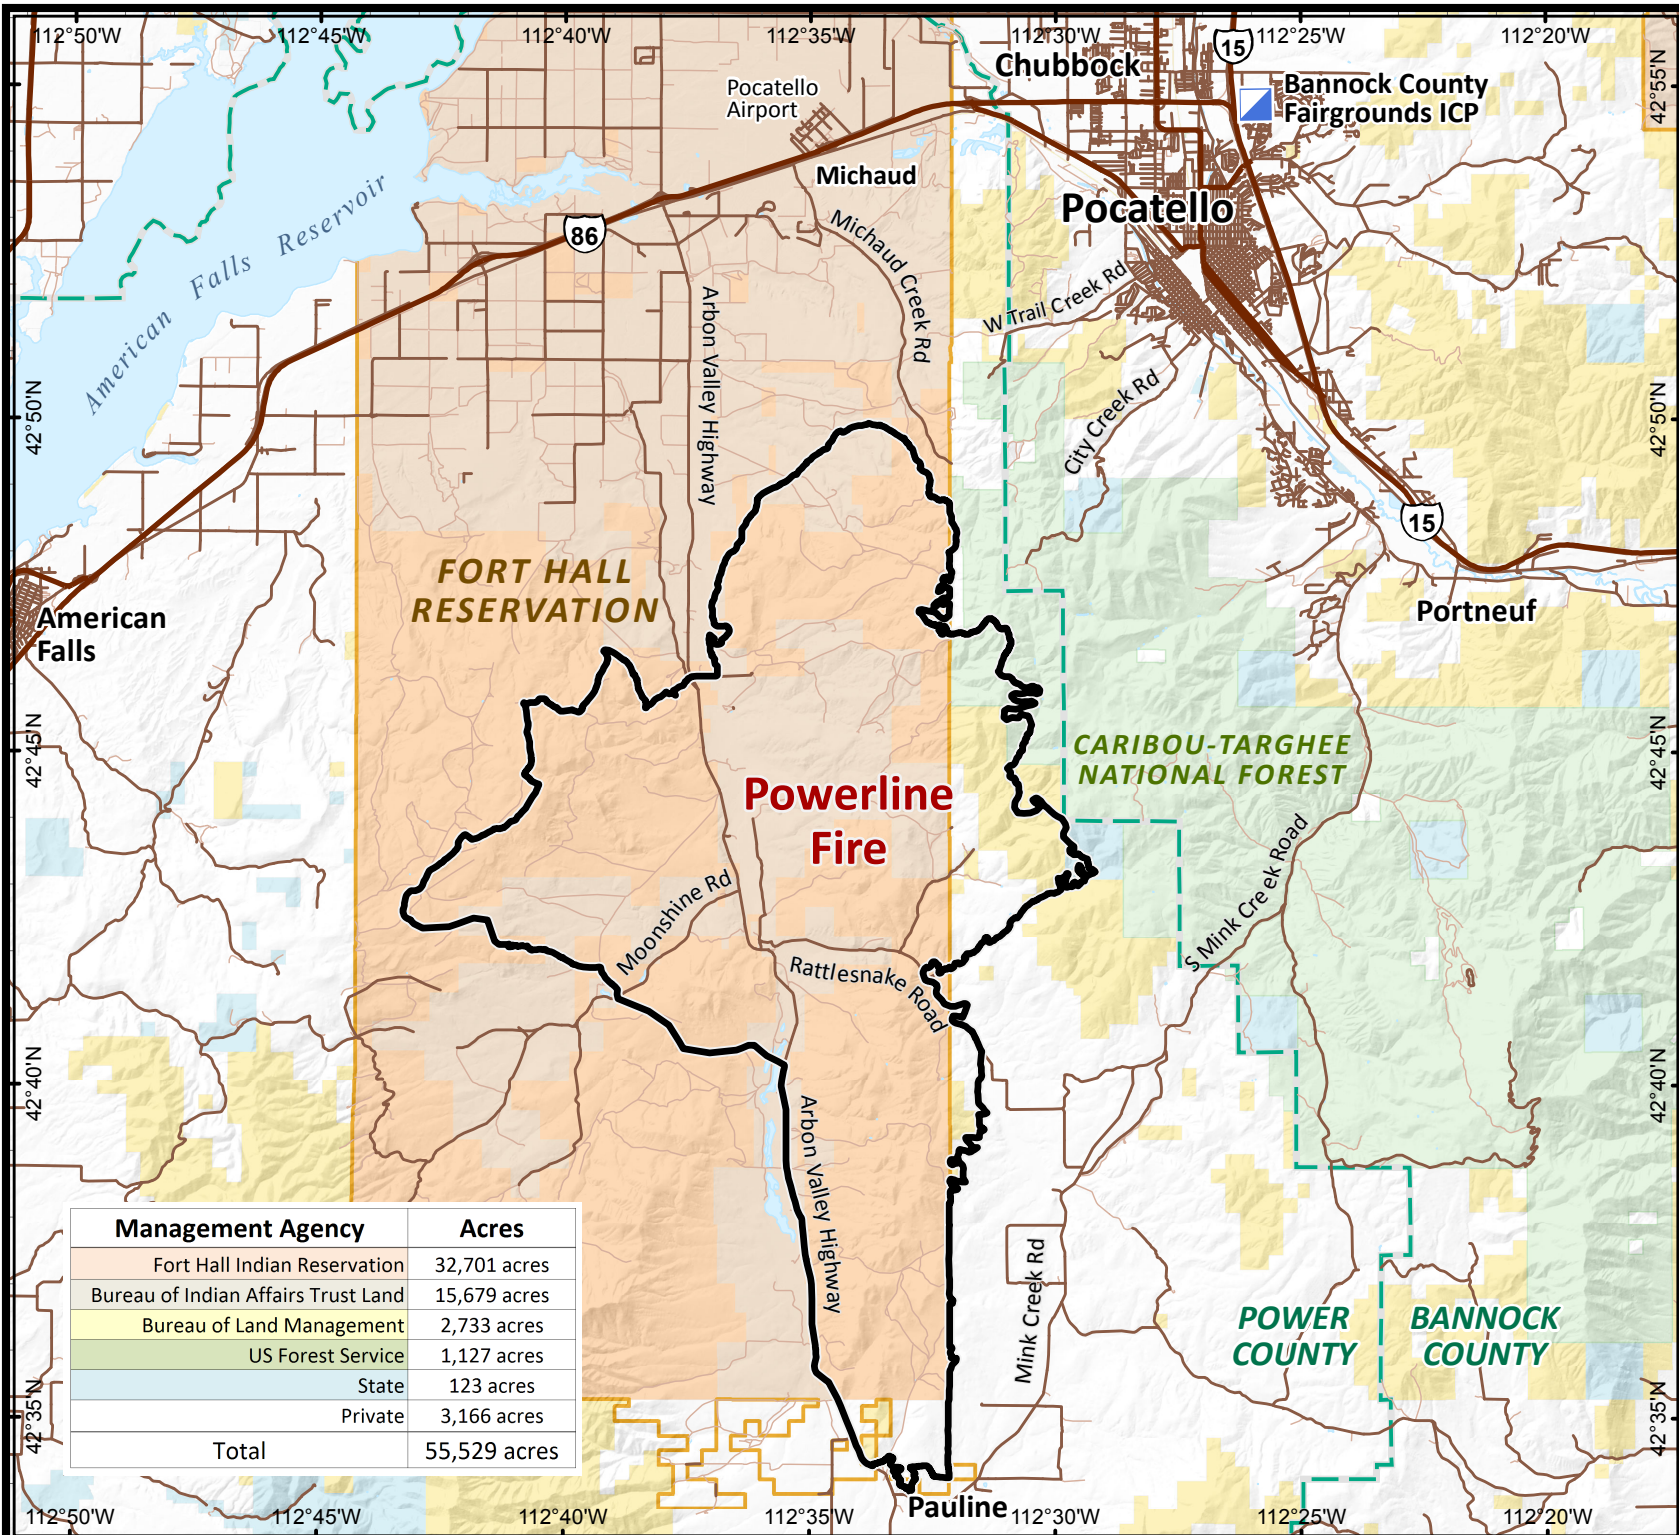 112°50'W 112°45'W 112°40'W 112°35'W 112°30'W 112°25'W 112°20'W
15
Chubbock
Bannock County
Fairgrounds ICP
Pocatello
Airport
42°55'N
Michaud
Pocatello
American Falls Reservoir
86
Michaud Creek Rd
W Trail Creek Rd
Arbon Valley Highway
City Creek Rd
42°50'N
42°50'N
15
FORT HALL
RESERVATION
American
Falls
Portneuf
42°45'N
42°45'N
CARIBOU-TARGHEE
NATIONAL FOREST
Powerline
Fire
Moonshine Rd
S Mink Creek Road
Rattlesnake Road
42°40'N
42°40'N
Arbon Valley Highway
Mink Creek Rd
Management Agency Acres
Fort Hall Indian Reservation 32,701 acres
Bureau of Indian Affairs Trust Land 15,679 acres
Bureau of Land Management 2,733 acres
US Forest Service 1,127 acres
State 123 acres
Private 3,166 acres
Total 55,529 acres
POWER
COUNTY
BANNOCK
COUNTY
42°35'N
42°35'N
Pauline
112°50'W 112°45'W 112°40'W 112°35'W 112°30'W 112°25'W 112°20'W